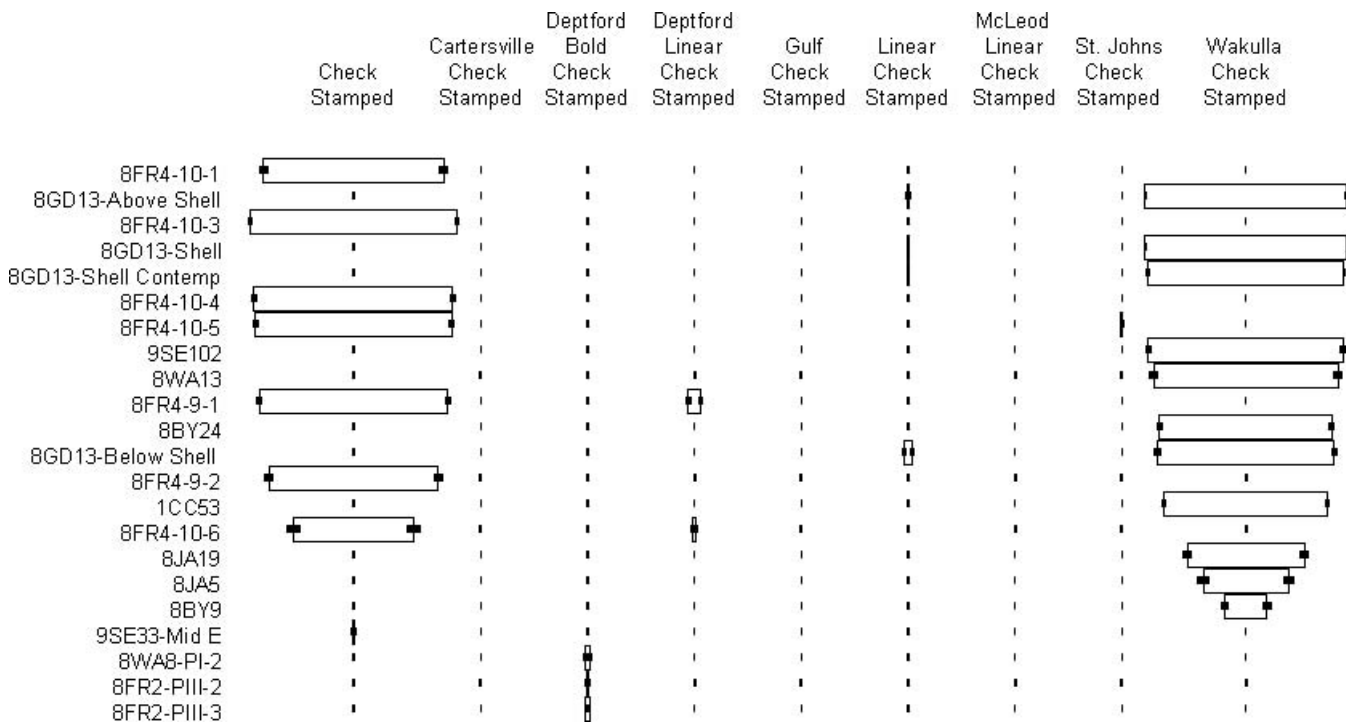 Deptford Deptford McLeod
Cartersville Bold Linear Gulf Linear Linear St. Johns Wakulla
Check Check Check Check Check Check Check Check Check
Stamped Stamped Stamped Stamped Stamped Stamped Stamped Stamped Stamped
8FR4-10-1
8GD13-Above Shell
8FR4-10-3
8GD13-Shell
8GD13-Shell Contemp
8FR4-10-4
8FR4-10-5
9SE102
8WA13
8FR4-9-1
8BY24
8GD13-Below Shell
8FR4-9-2
1CC53
8FR4-10-6
8JA19
8JA5
8BY9
9SE33-Mid E
8WA8-PI-2
8FR2-PIII-2
8FR2-PIII-3